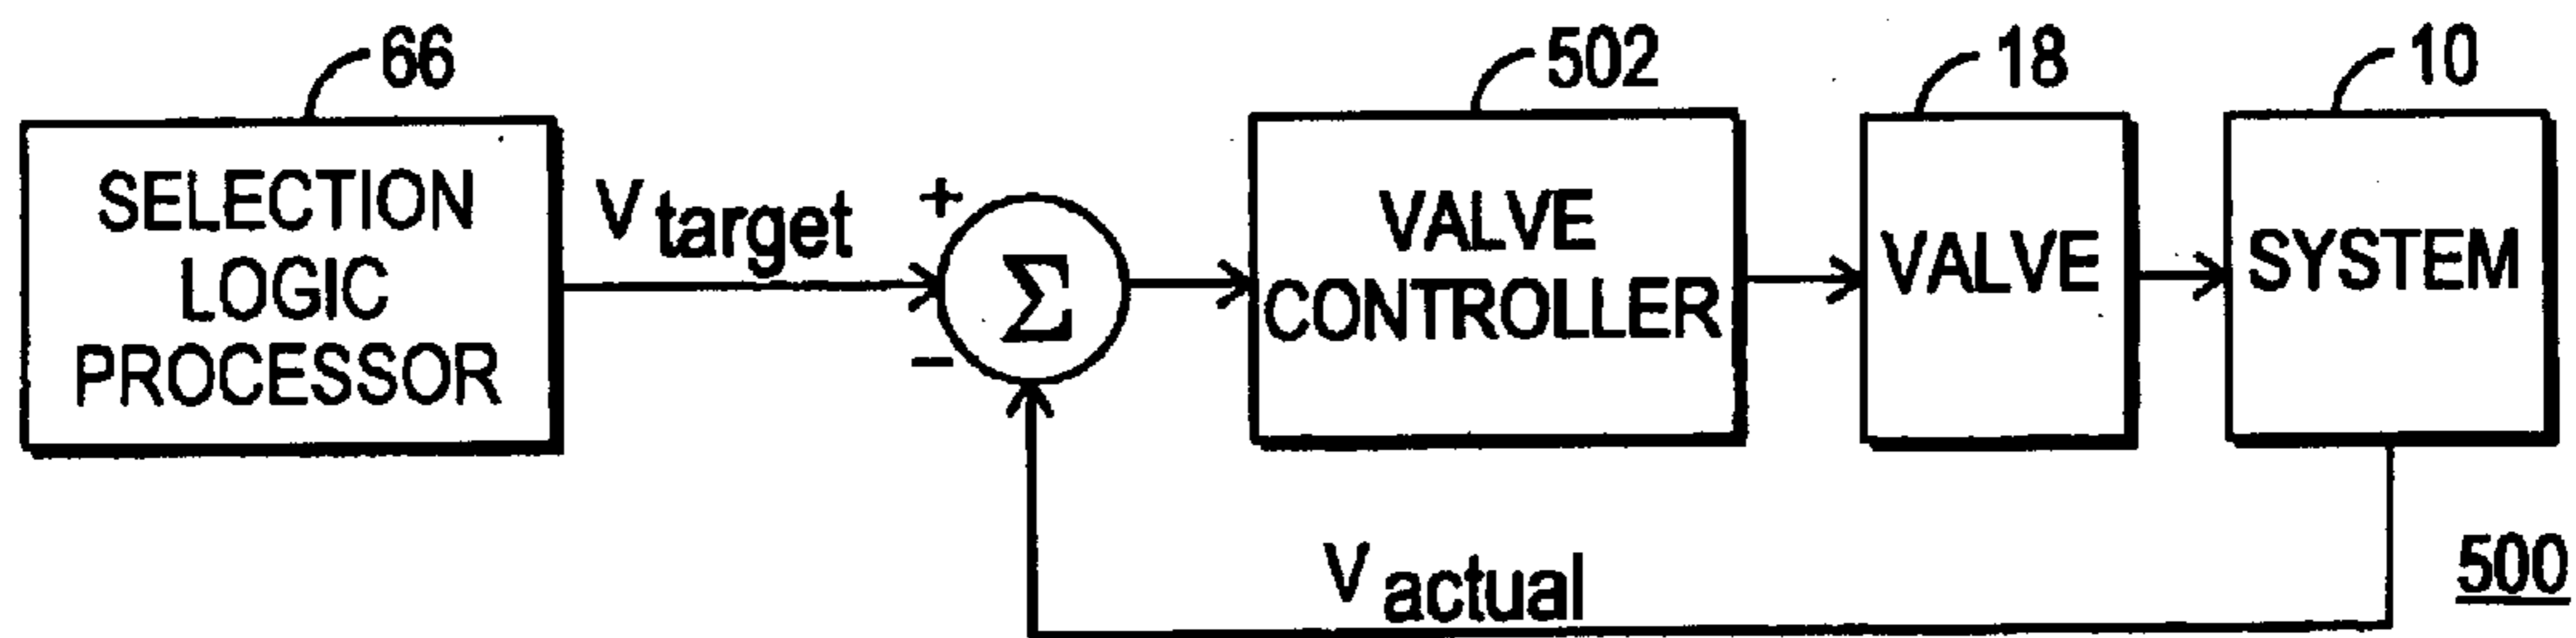 66
502
18
10
SELECTION
LOGIC
PROCESSOR
V target
+
−
Σ
VALVE
CONTROLLER
VALVE
SYSTEM
V actual
500